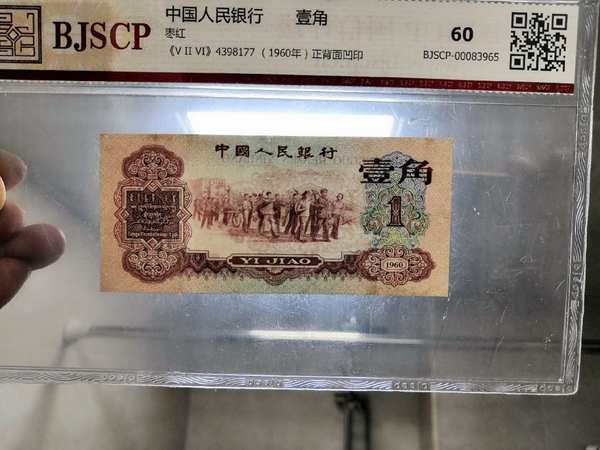 BJSCP
中国人民银行 壹角
枣红
《V II VI》4398177 （1960年）正背面凹印
60
BJSCP-00083965
中國人民銀行
壹角
1
YI JIAO
1960